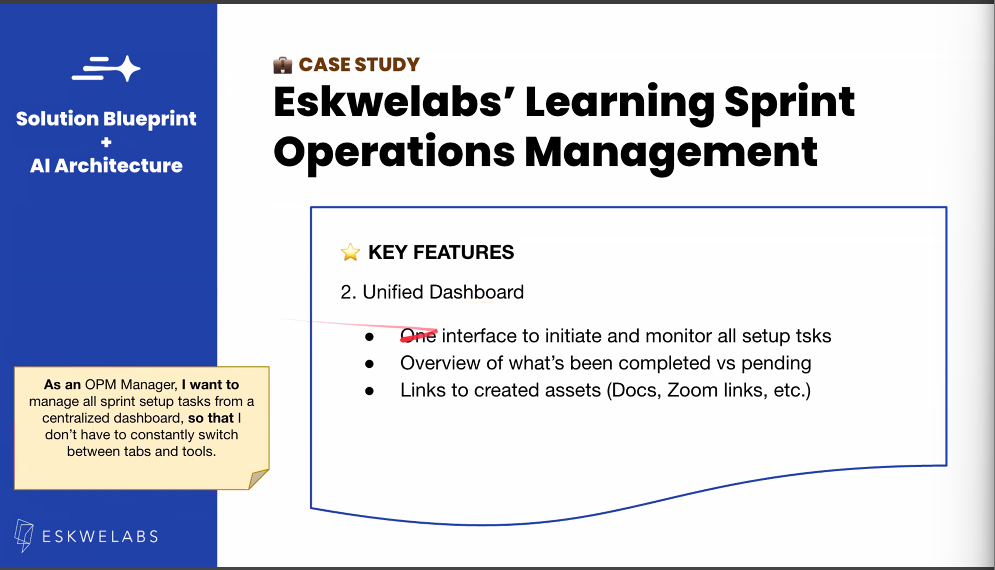 Solution Blueprint
+
AI Architecture
💼 CASE STUDY
Eskwelabs’ Learning Sprint
Operations Management
⭐ KEY FEATURES
2. Unified Dashboard
● One interface to initiate and monitor all setup tsks
● Overview of what’s been completed vs pending
● Links to created assets (Docs, Zoom links, etc.)
As an OPM Manager, I want to
manage all sprint setup tasks from a
centralized dashboard, so that I
don’t have to constantly switch
between tabs and tools.
ESKWELABS